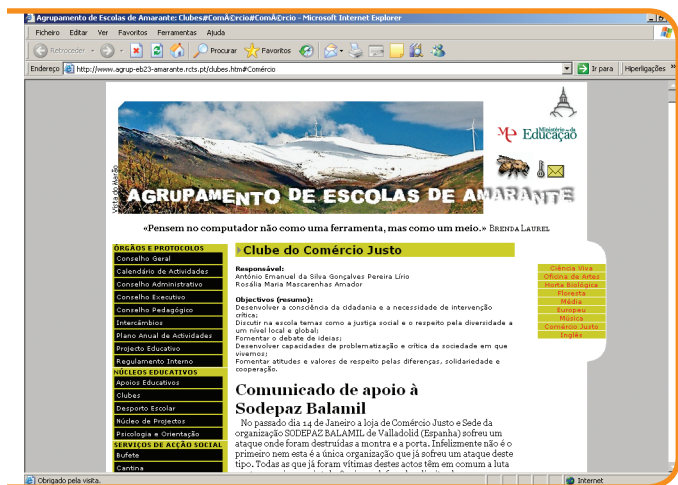 Agrupamento de Escolas de Amarante: Clubes#ComÃ©rcio#ComÃ©rcio - Microsoft Internet Explorer
Ficheiro Editar Ver Favoritos Ferramentas Ajuda
Retroceder Procurar Favoritos
Endereço http://www.agrup-eb23-amarante.rcts.pt/clubes.htm#Comércio Ir para Hiperligações »
Ministério da
Educação
Vista do Marão
AGRUPAMENTO DE ESCOLAS DE AMARANTE
«Pensem no computador não como uma ferramenta, mas como um meio.» BRENDA LAUREL
ÓRGÃOS E PROTOCOLOS
Conselho Geral
Calendário de Actividades
Conselho Administrativo
Conselho Executivo
Conselho Pedagógico
Intercâmbios
Plano Anual de Actividades
Projecto Educativo
Regulamento Interno
NÚCLEOS EDUCATIVOS
Apoios Educativos
Clubes
Desporto Escolar
Núcleo de Projectos
Psicologia e Orientação
SERVIÇOS DE ACÇÃO SOCIAL
Bufete
Cantina
Clube do Comércio Justo
Responsável:
António Emanuel da Silva Gonçalves Pereira Lírio
Rosália Maria Mascarenhas Amador
Objectivos (resumo):
Desenvolver a consciência da cidadania e a necessidade de intervenção
crítica;
Discutir na escola temas como a justiça social e o respeito pela diversidade a
um nível local e global;
Fomentar o debate de ideias;
Desenvolver capacidades de problematização e crítica da sociedade em que
vivemos;
Fomentar atitudes e valores de respeito pelas diferenças, solidariedade e
cooperação.
Comunicado de apoio à
Sodepaz Balamil
No passado dia 14 de Janeiro a loja de Comércio Justo e Sede da
organização SODEPAZ BALAMIL de Valladolid (Espanha) sofreu um
ataque onde foram destruídas a montra e a porta. Infelizmente não é o
primeiro nem esta é a única organização que já sofreu um ataque deste
tipo. Todas as que já foram vítimas destes actos têm em comum a luta
Ciência Viva
Oficina de Artes
Horta Biológica
Floresta
Média
Europeu
Música
Comércio Justo
Inglês
Obrigado pela visita. Internet